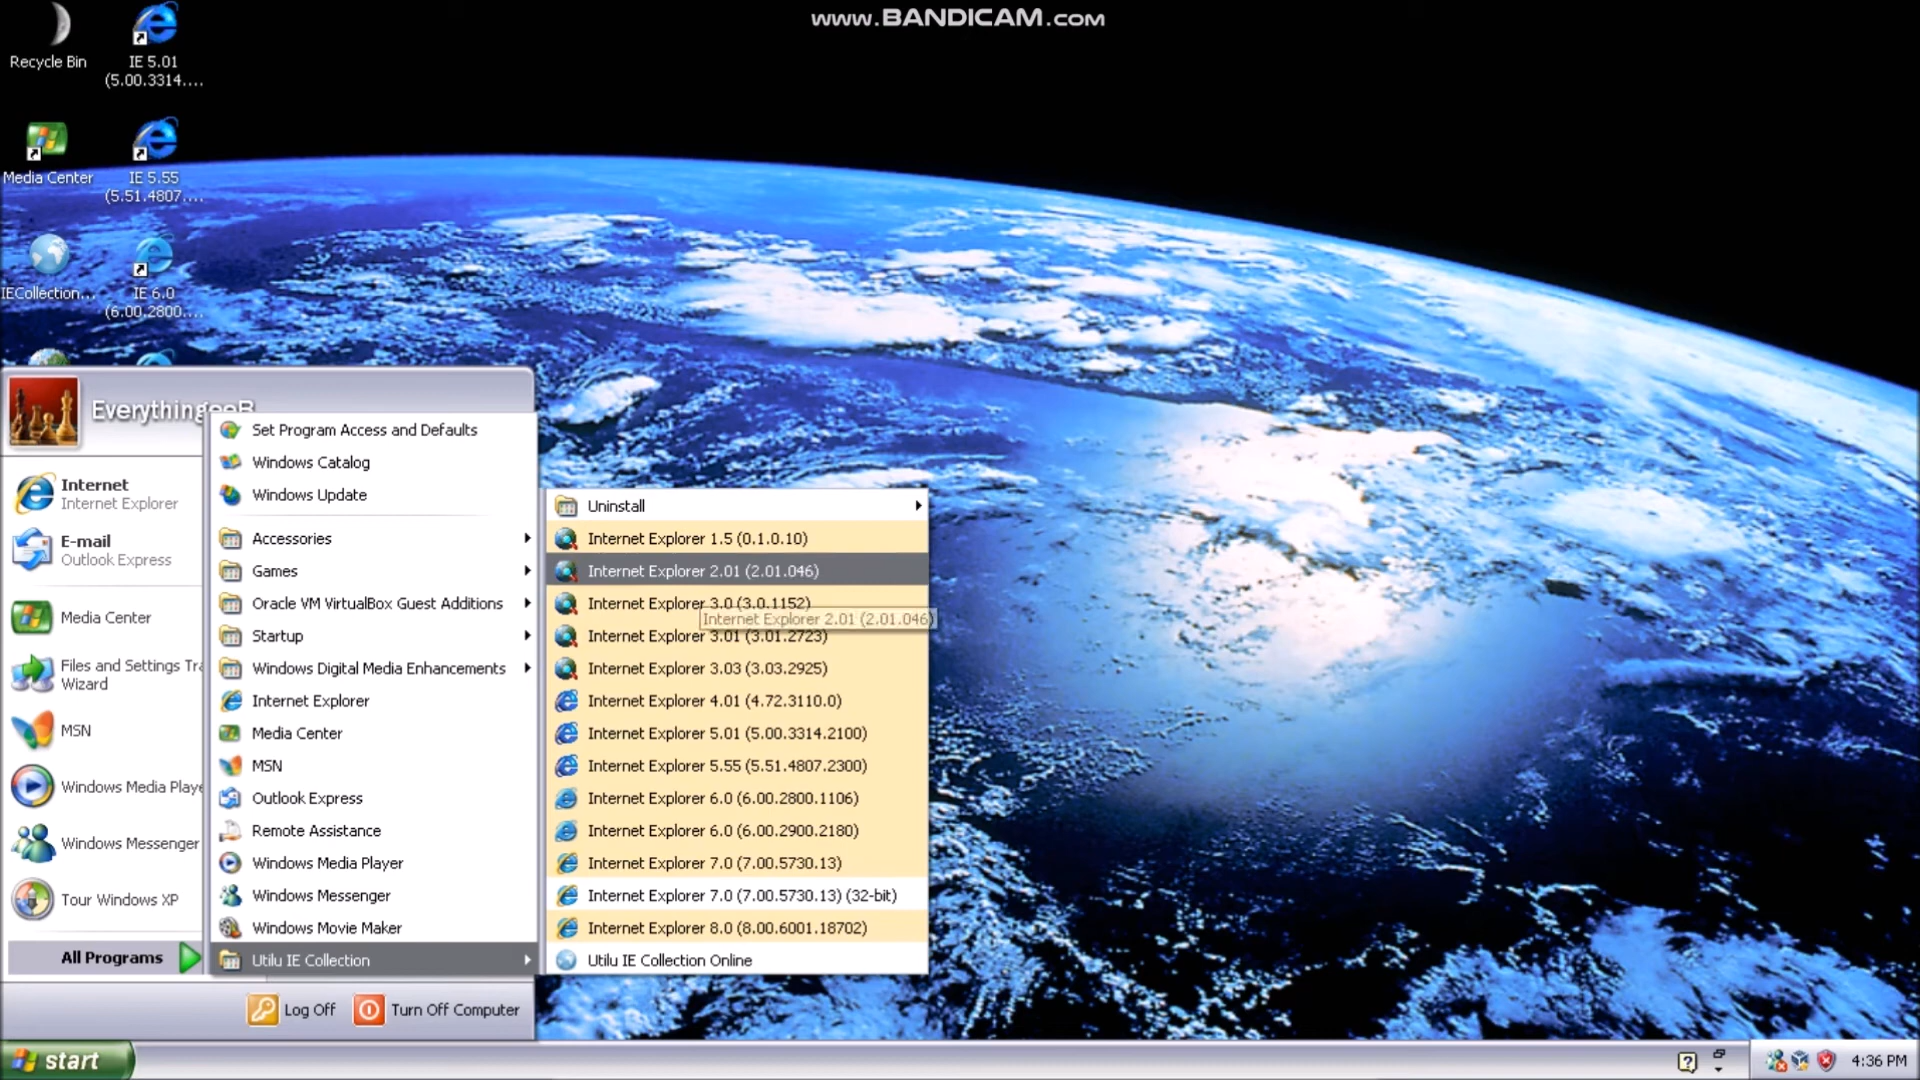 www.BANDICAM.com
Recycle Bin
IE 5.01
(5.00.3314....
Media Center
IE 5.55
(5.51.4807....
IECollection...
IE 6.0
(6.00.2800....
Internet
Internet Explorer
E-mail
Outlook Express
Media Center
Files and Settings Tra
Wizard
MSN
Windows Media Playe
Windows Messenger
Tour Windows XP
All Programs
Set Program Access and Defaults
Windows Catalog
Windows Update
Accessories
Games
Oracle VM VirtualBox Guest Additions
Startup
Windows Digital Media Enhancements
Internet Explorer
Media Center
MSN
Outlook Express
Remote Assistance
Windows Media Player
Windows Messenger
Windows Movie Maker
Utilu IE Collection
Uninstall
Internet Explorer 1.5 (0.1.0.10)
Internet Explorer 2.01 (2.01.046)
Internet Explorer 3.0 (3.0.1152)
Internet Explorer 2.01 (2.01.046)
Internet Explorer 3.01 (3.01.2723)
Internet Explorer 3.03 (3.03.2925)
Internet Explorer 4.01 (4.72.3110.0)
Internet Explorer 5.01 (5.00.3314.2100)
Internet Explorer 5.55 (5.51.4807.2300)
Internet Explorer 6.0 (6.00.2800.1106)
Internet Explorer 6.0 (6.00.2900.2180)
Internet Explorer 7.0 (7.00.5730.13)
Internet Explorer 7.0 (7.00.5730.13) (32-bit)
Internet Explorer 8.0 (8.00.6001.18702)
Utilu IE Collection Online
Log Off
Turn Off Computer
start
4:36 PM